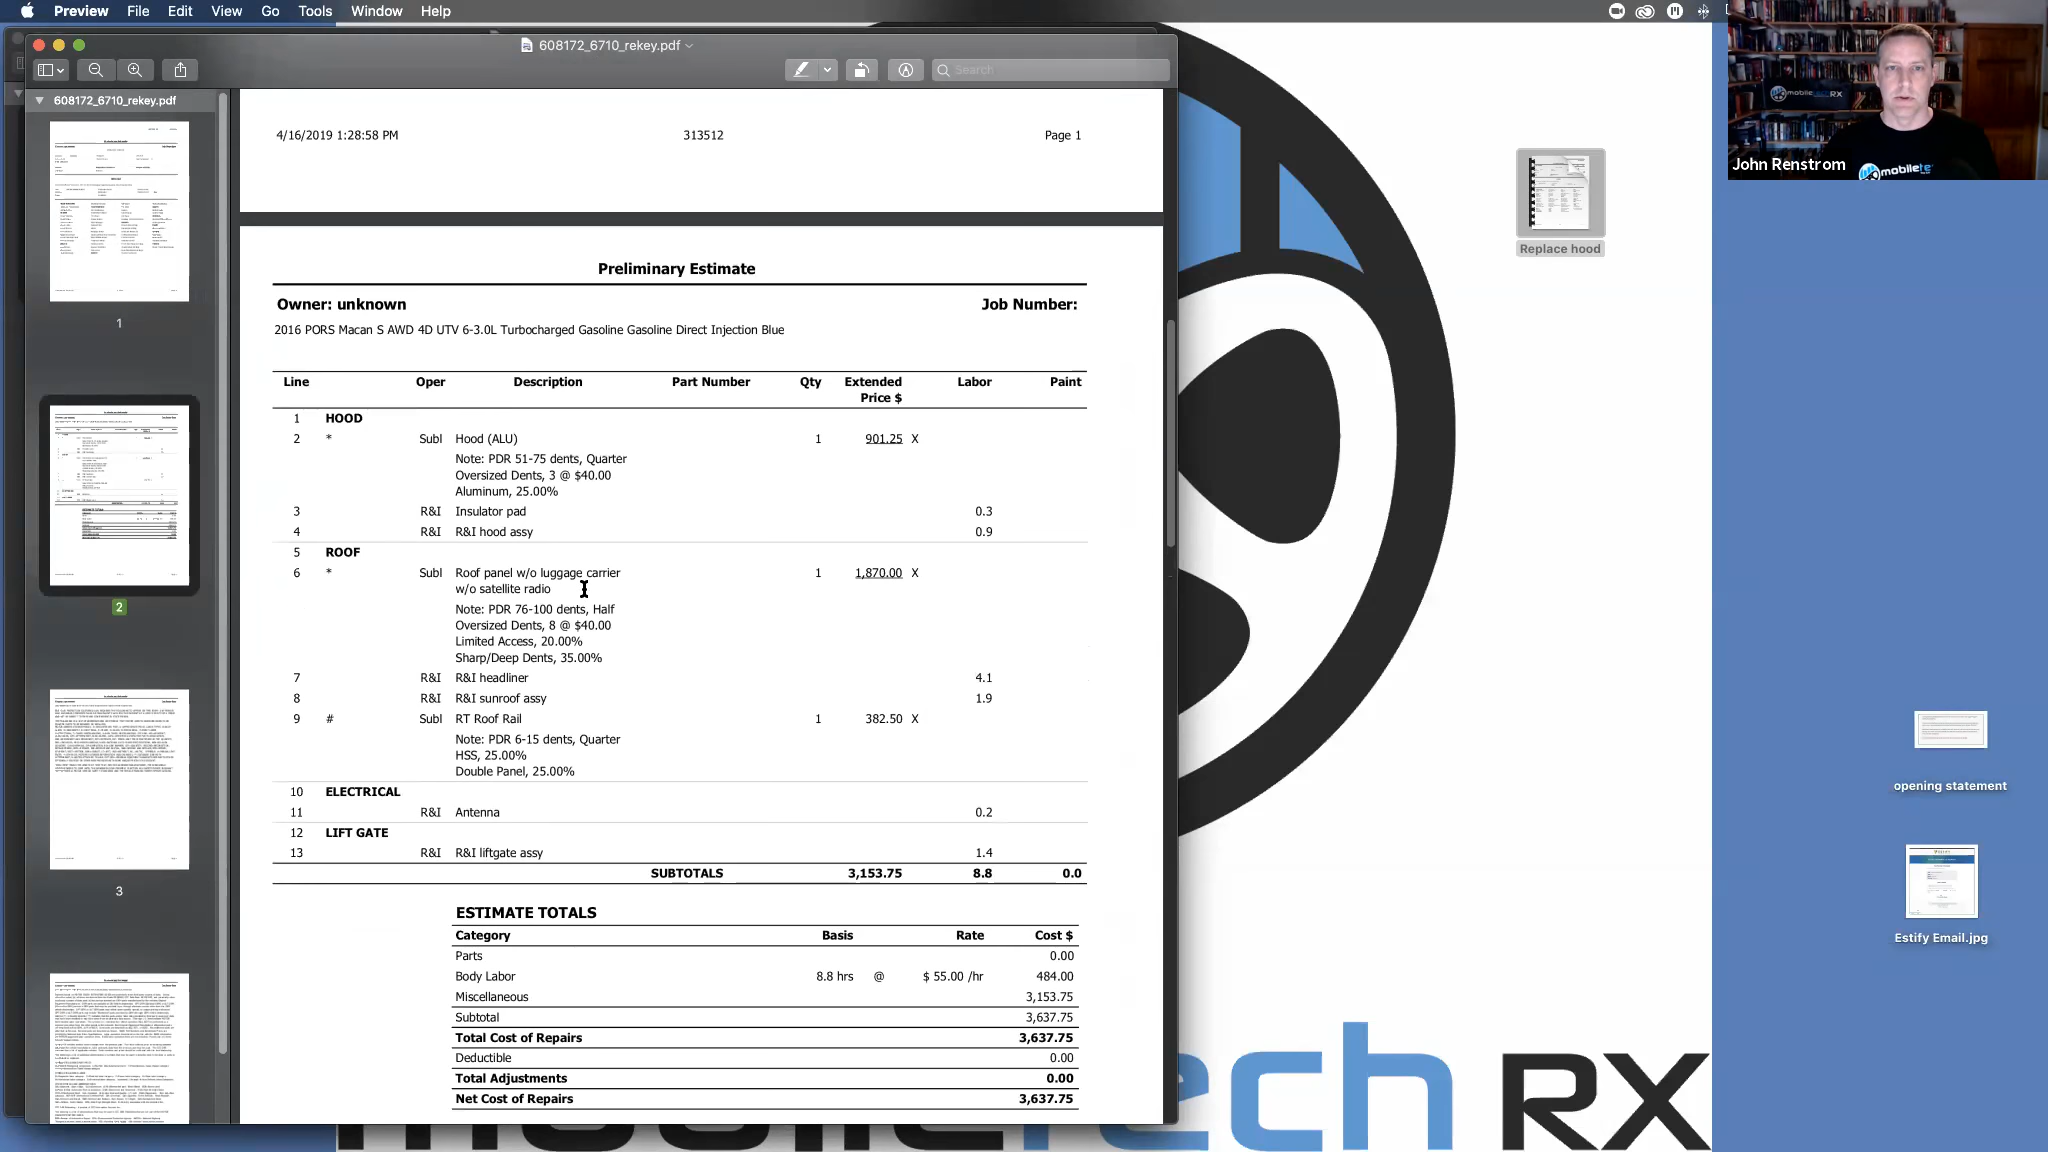 Preview File Edit View Go Tools Window Help
608172_6710_rekey.pdf
Search
608172_6710_rekey.pdf
1
2
3
4/16/2019 1:28:58 PM 313512 Page 1
Preliminary Estimate
Owner: unknown Job Number:
2016 PORS Macan S AWD 4D UTV 6-3.0L Turbocharged Gasoline Gasoline Direct Injection Blue
Line Oper Description Part Number Qty Extended Price $ Labor Paint
1 HOOD
2 * Subl Hood (ALU) 1 901.25 X
Note: PDR 51-75 dents, Quarter
Oversized Dents, 3 @ $40.00
Aluminum, 25.00%
3 R&I Insulator pad 0.3
4 R&I R&I hood assy 0.9
5 ROOF
6 * Subl Roof panel w/o luggage carrier 1 1,870.00 X
w/o satellite radio
Note: PDR 76-100 dents, Half
Oversized Dents, 8 @ $40.00
Limited Access, 20.00%
Sharp/Deep Dents, 35.00%
7 R&I R&I headliner 4.1
8 R&I R&I sunroof assy 1.9
9 # Subl RT Roof Rail 1 382.50 X
Note: PDR 6-15 dents, Quarter
HSS, 25.00%
Double Panel, 25.00%
10 ELECTRICAL
11 R&I Antenna 0.2
12 LIFT GATE
13 R&I R&I liftgate assy 1.4
SUBTOTALS 3,153.75 8.8 0.0
ESTIMATE TOTALS
Category Basis Rate Cost $
Parts 0.00
Body Labor 8.8 hrs @ $ 55.00 /hr 484.00
Miscellaneous 3,153.75
Subtotal 3,637.75
Total Cost of Repairs 3,637.75
Deductible 0.00
Total Adjustments 0.00
Net Cost of Repairs 3,637.75
mobiletech RX
Replace hood
opening statement
Estify Email.jpg
mobiletechRX
John Renstrom
mobilete